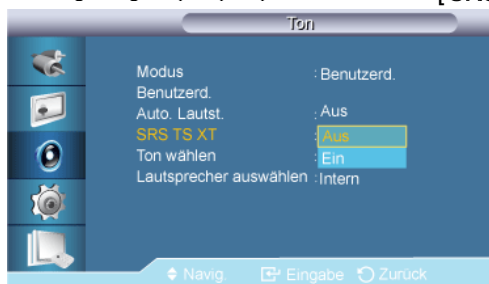 Ton
Modus : Benutzerd.
Benutzerd.
Auto. Lautst. : Aus
SRS TS XT : Aus
Ton wählen : Ein
Lautsprecher auswählen : Intern
Navig. Eingabe Zurück